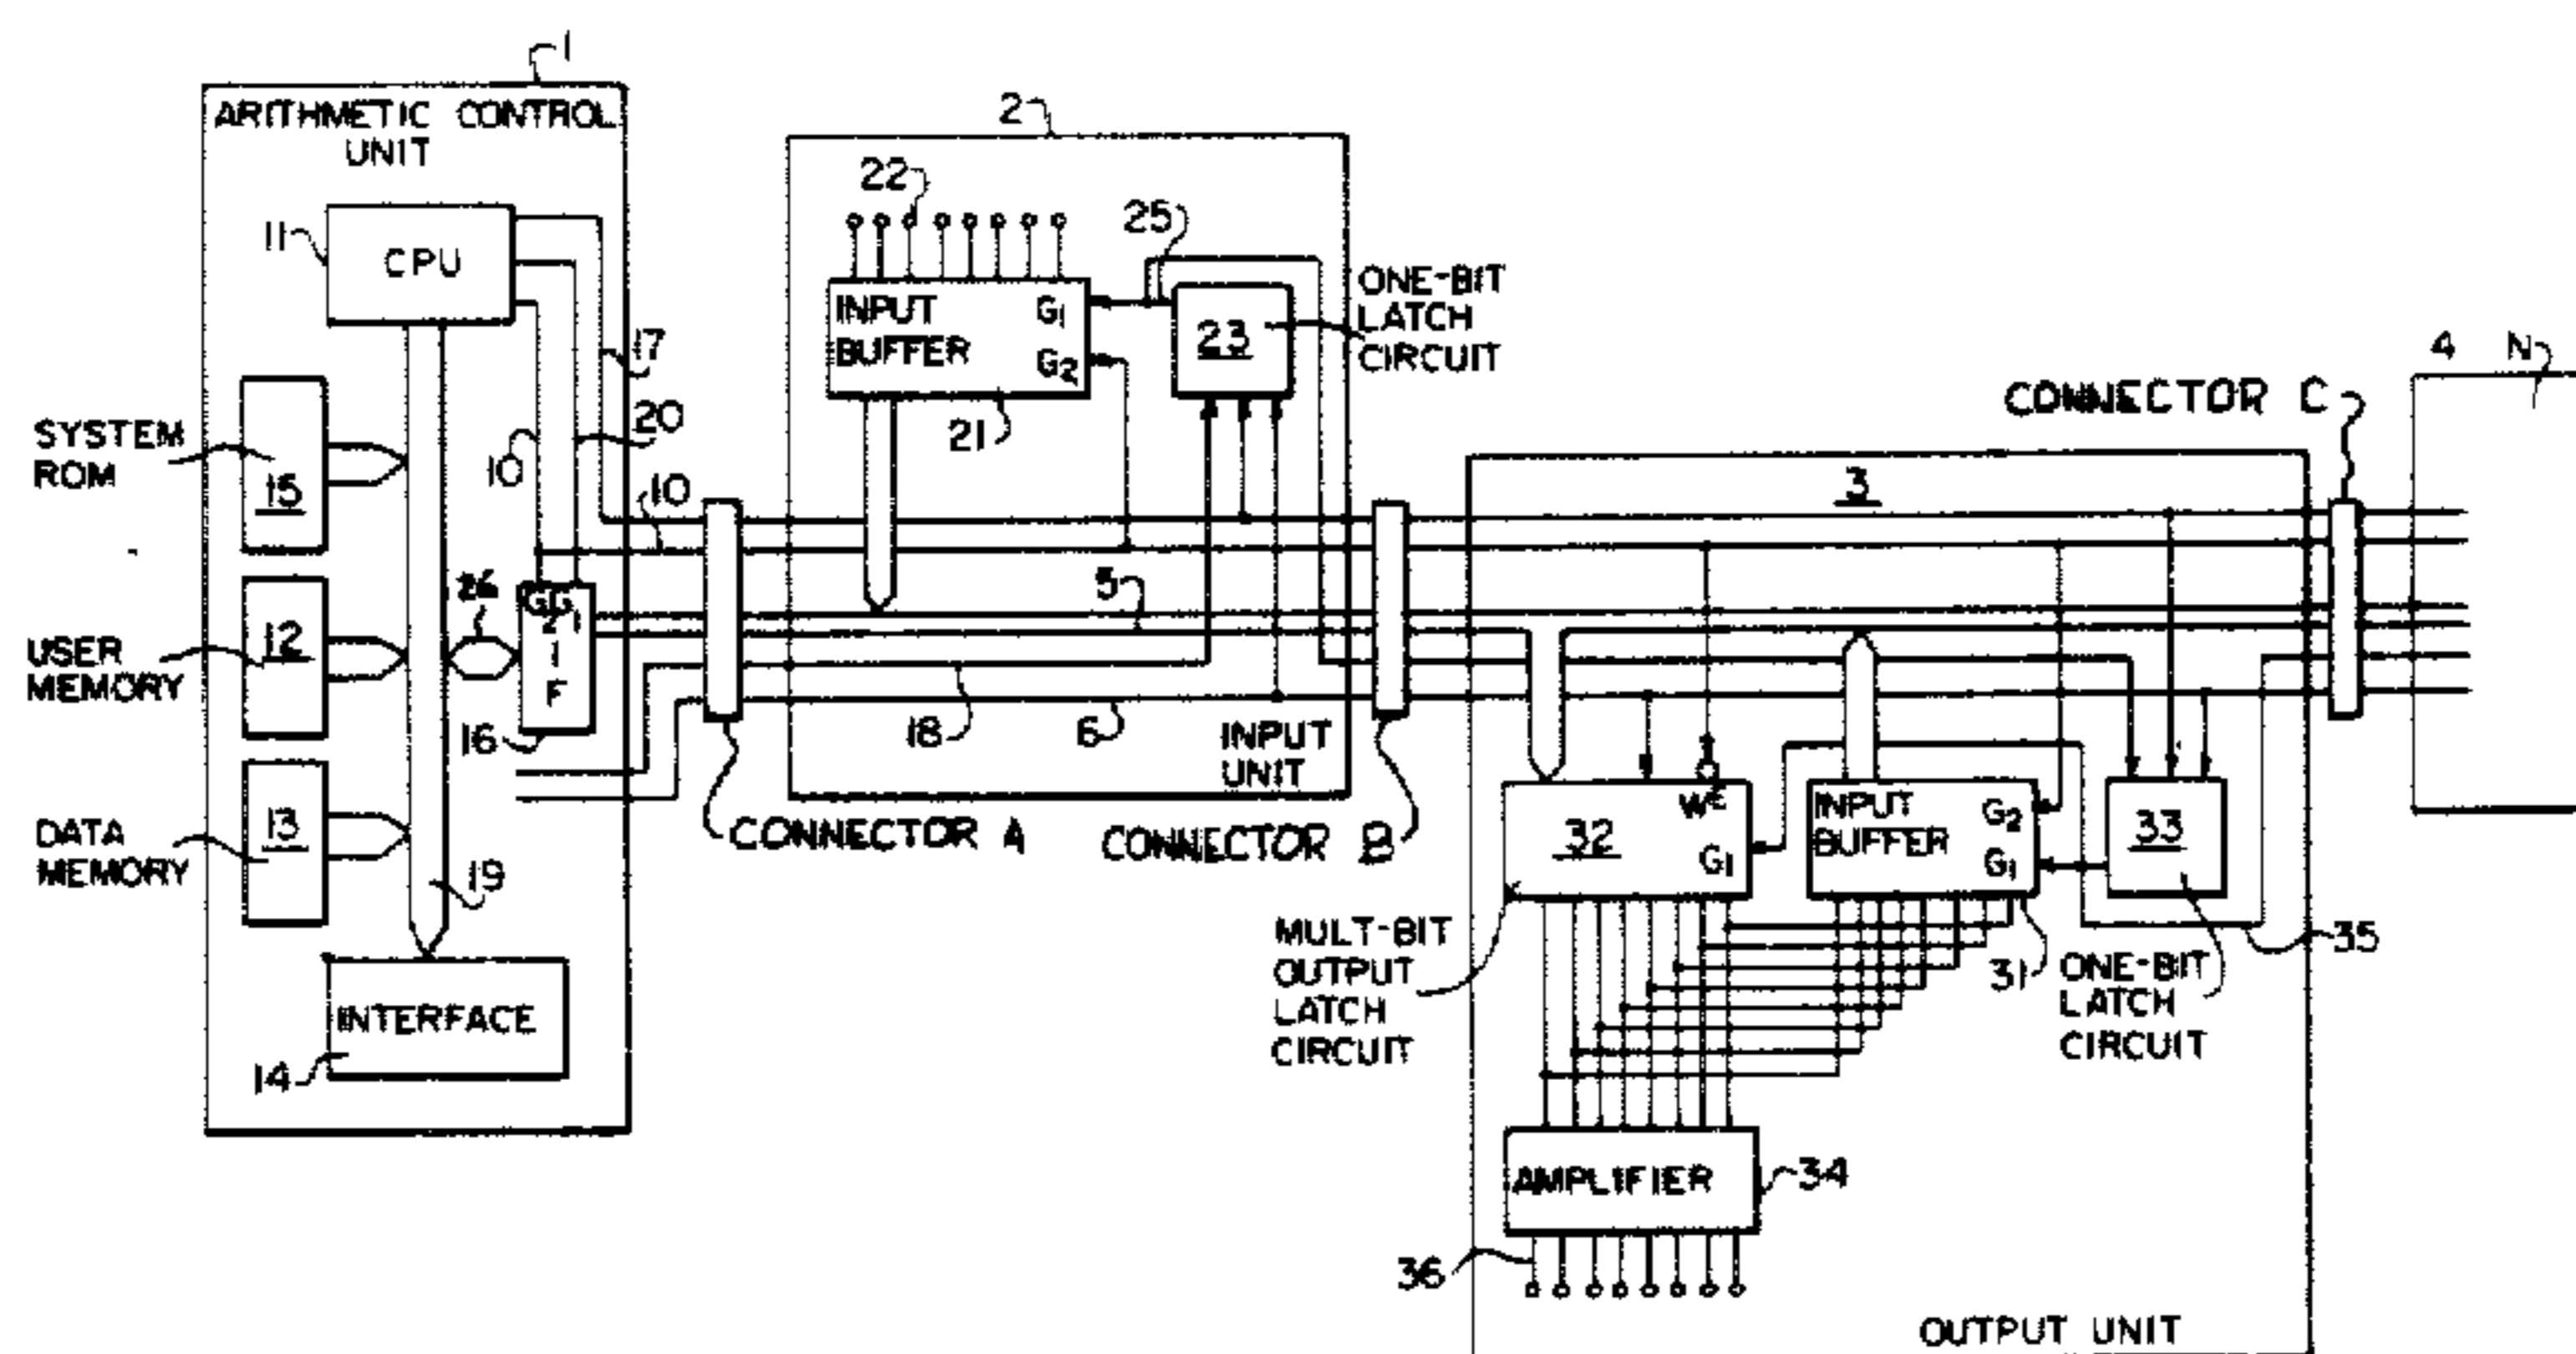 1
ARITHMETIC CONTROL
UNIT
11
CPU
17
SYSTEM
ROM
15
10
20
10
USER
MEMORY
12
26
G2 G1
I
F
16
DATA
MEMORY
13
19
INTERFACE
14
CONNECTOR A
2
22
25
INPUT
BUFFER
G1
G2
21
23
ONE-BIT
LATCH
CIRCUIT
5
18
6
INPUT
UNIT
CONNECTOR B
3
CONNECTOR C
4
N
32
WE
G1
INPUT
BUFFER
G2
G1
33
31
35
MULT-BIT
OUTPUT
LATCH
CIRCUIT
ONE-BIT
LATCH
CIRCUIT
AMPLIFIER
34
36
OUTPUT UNIT